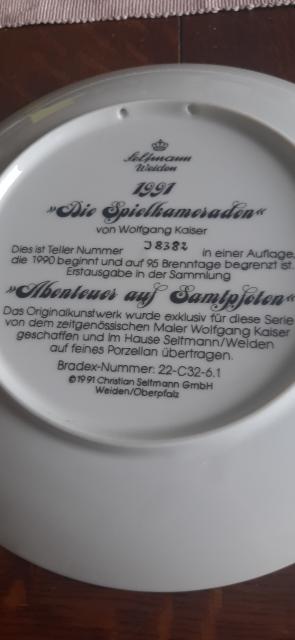 Seltmann
Weiden
1991
»Die Spielkameraden«
von Wolfgang Kaiser
Dies ist Teller Nummer J8382 in einer Auflage,
die 1990 beginnt und auf 95 Brenntage begrenzt ist.
Erstausgabe in der Sammlung
»Abenteuer auf Samtpfoten«
Das Originalkunstwerk wurde exklusiv für diese Serie
von dem zeitgenössischen Maler Wolfgang Kaiser
geschaffen und im Hause Seltmann/Weiden
auf feines Porzellan übertragen.
Bradex-Nummer: 22-C32-6.1
©1991 Christian Seltmann GmbH
Weiden/Oberpfalz